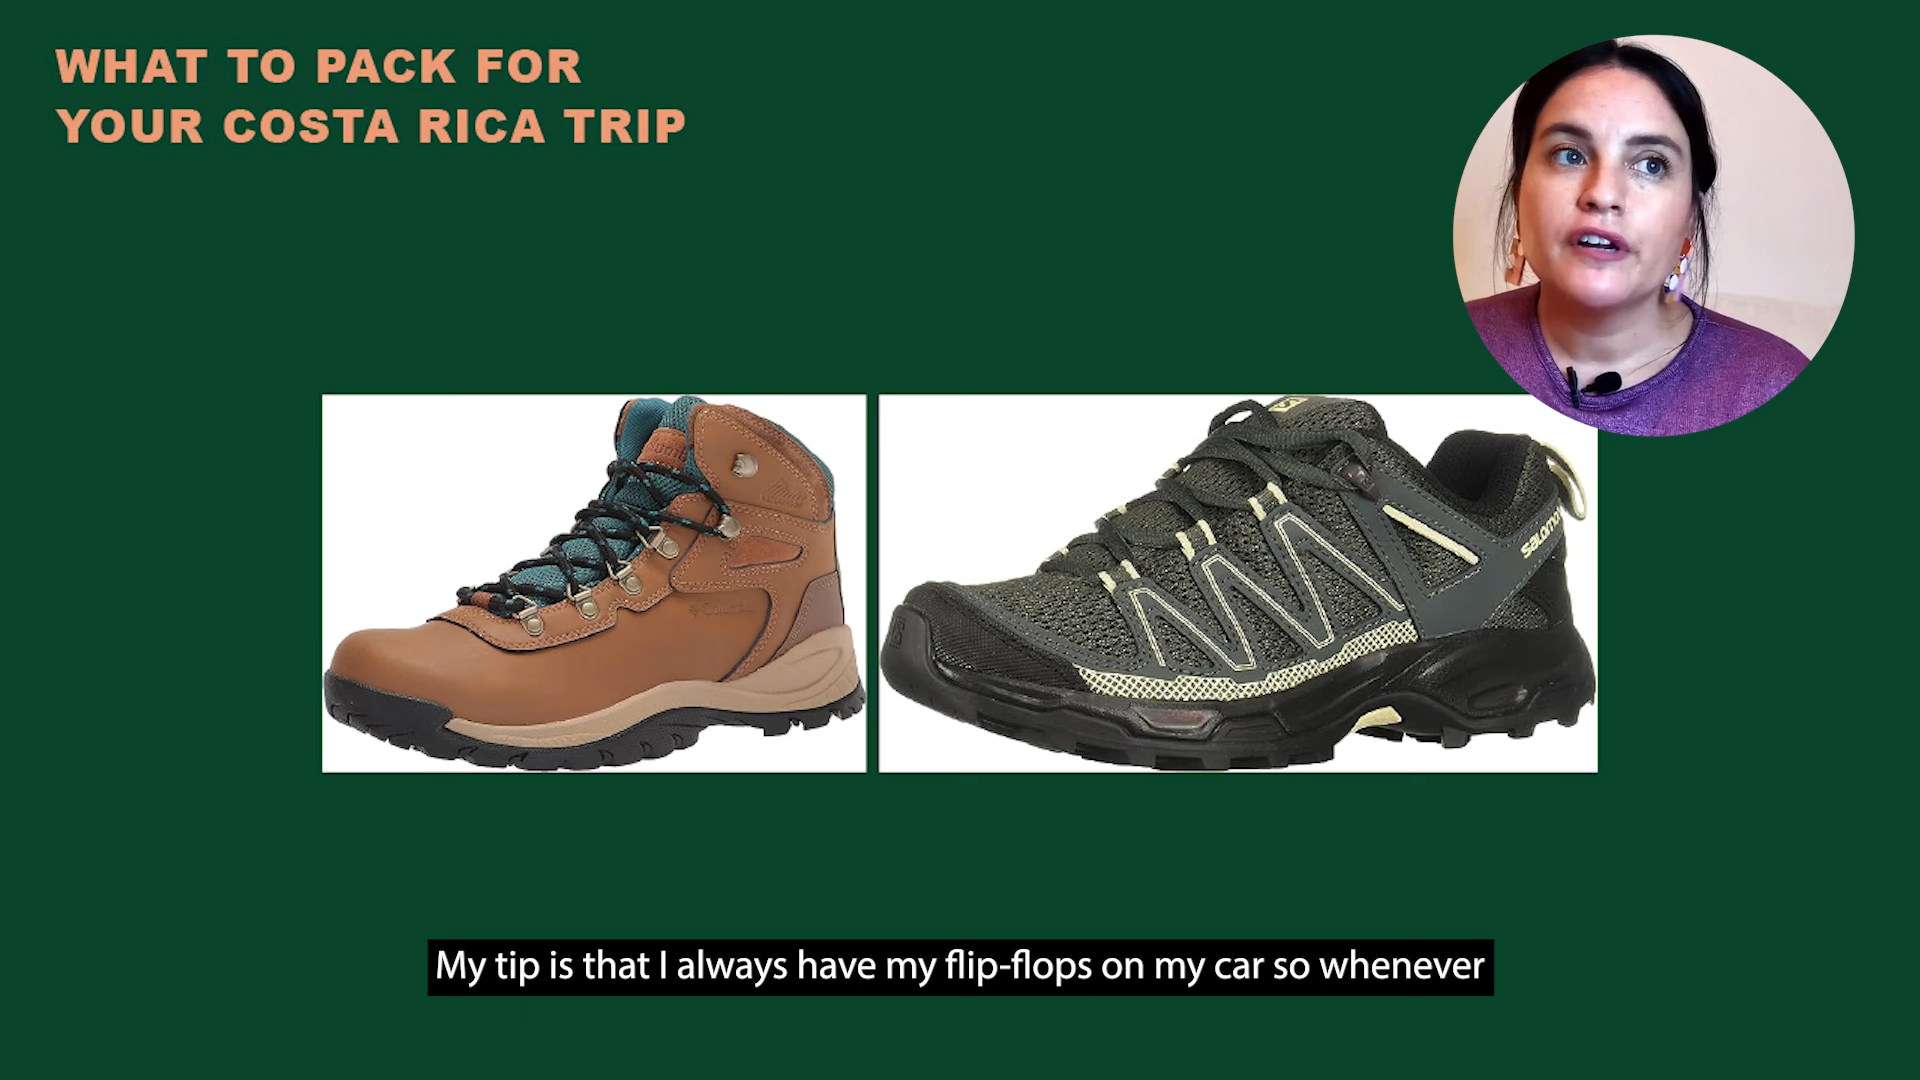 WHAT TO PACK FOR
YOUR COSTA RICA TRIP
Columbia
salomon
My tip is that I always have my flip-flops on my car so whenever